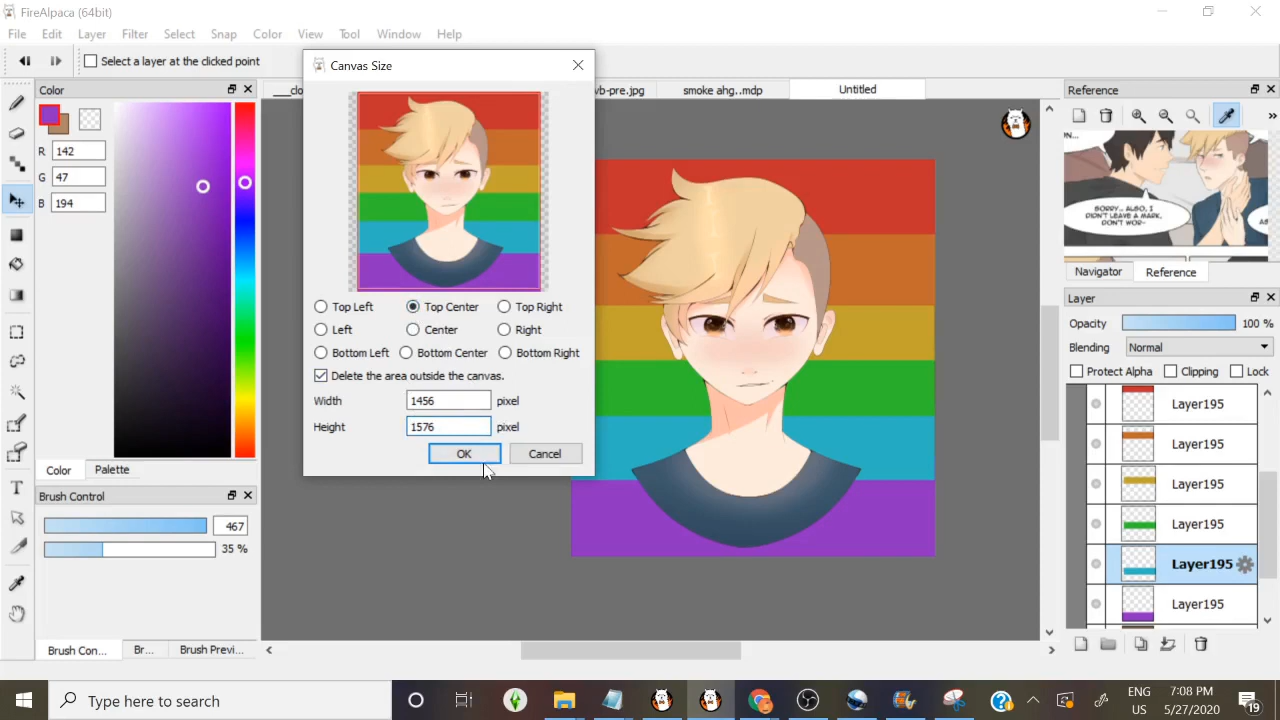 FireAlpaca (64bit)
File Edit Layer Filter Select Snap Color View Tool Window Help
Select a layer at the clicked point
Color
R 142
G 47
B 194
Color Palette
Brush Control
467
35 %
Brush Con... Br... Brush Previ...
vb-pre.jpg smoke ahg..mdp Untitled
Canvas Size
Top Left Top Center Top Right
Left Center Right
Bottom Left Bottom Center Bottom Right
Delete the area outside the canvas.
Width 1456 pixel
Height 1576 pixel
OK Cancel
Reference
»
SORRY... ALSO, I
DIDN'T LEAVE A MARK,
DON'T WOR-
Navigator Reference
Layer
Opacity 100 %
Blending Normal
Protect Alpha Clipping Lock
Layer195
Layer195
Layer195
Layer195
Layer195
Layer195
Type here to search
ENG
US
7:08 PM
5/27/2020
19